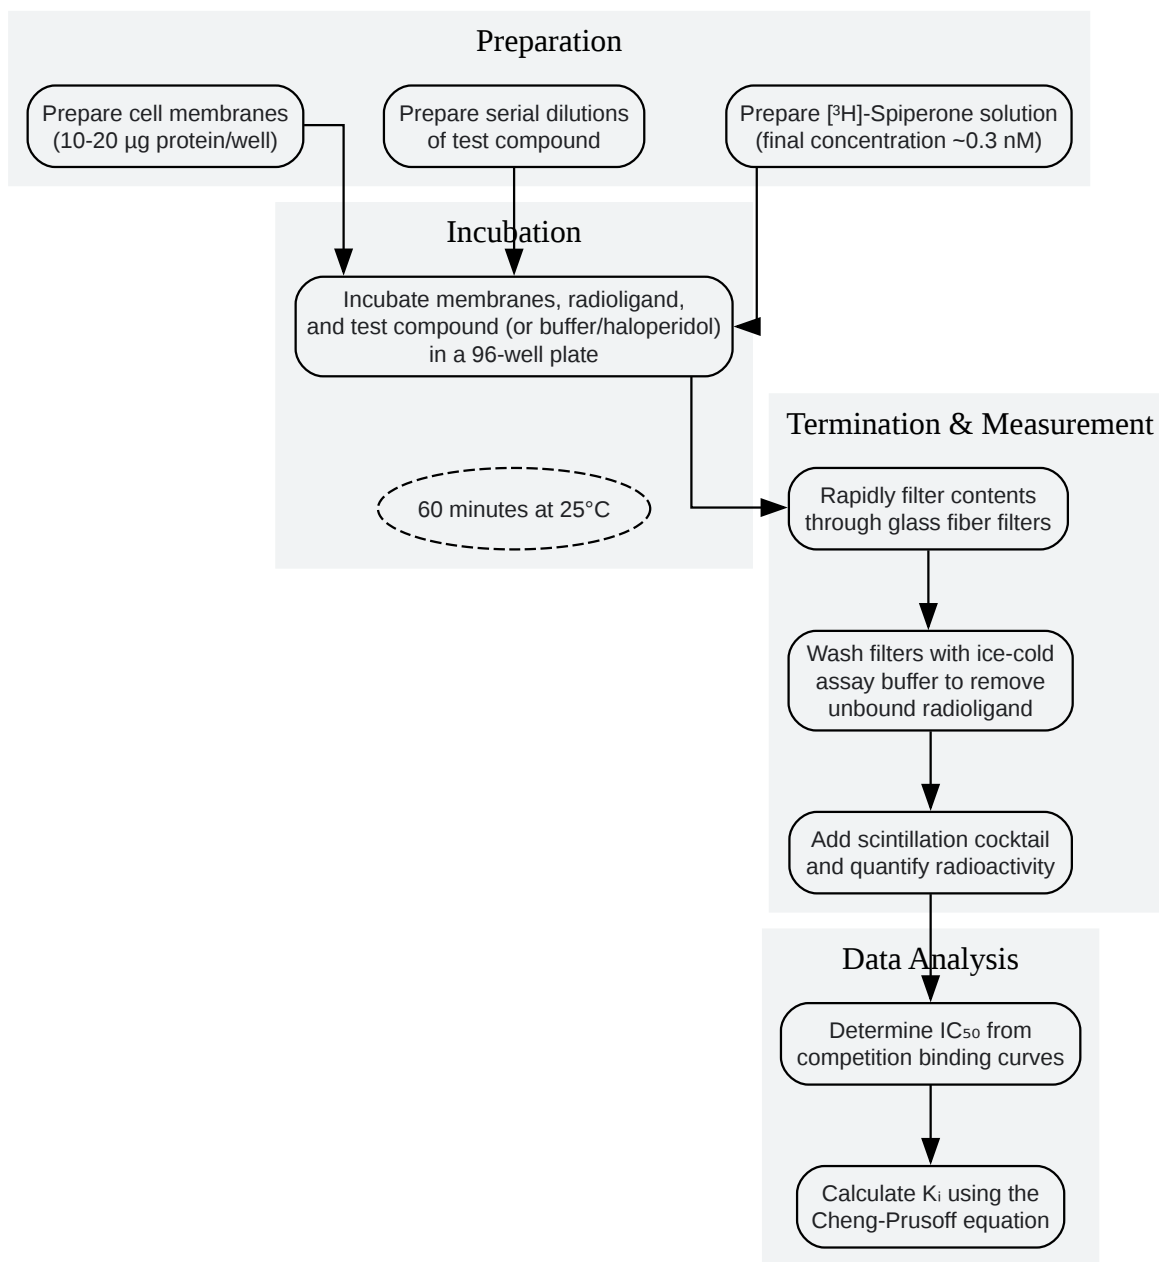 Preparation
Prepare cell membranes
(10-20 µg protein/well)
Prepare serial dilutions
of test compound
Prepare [³H]-Spiperone solution
(final concentration ~0.3 nM)
Incubation
Incubate membranes, radioligand,
and test compound (or buffer/haloperidol)
in a 96-well plate
60 minutes at 25°C
Termination & Measurement
Rapidly filter contents
through glass fiber filters
Wash filters with ice-cold
assay buffer to remove
unbound radioligand
Add scintillation cocktail
and quantify radioactivity
Data Analysis
Determine IC₅₀ from
competition binding curves
Calculate Kᵢ using the
Cheng-Prusoff equation